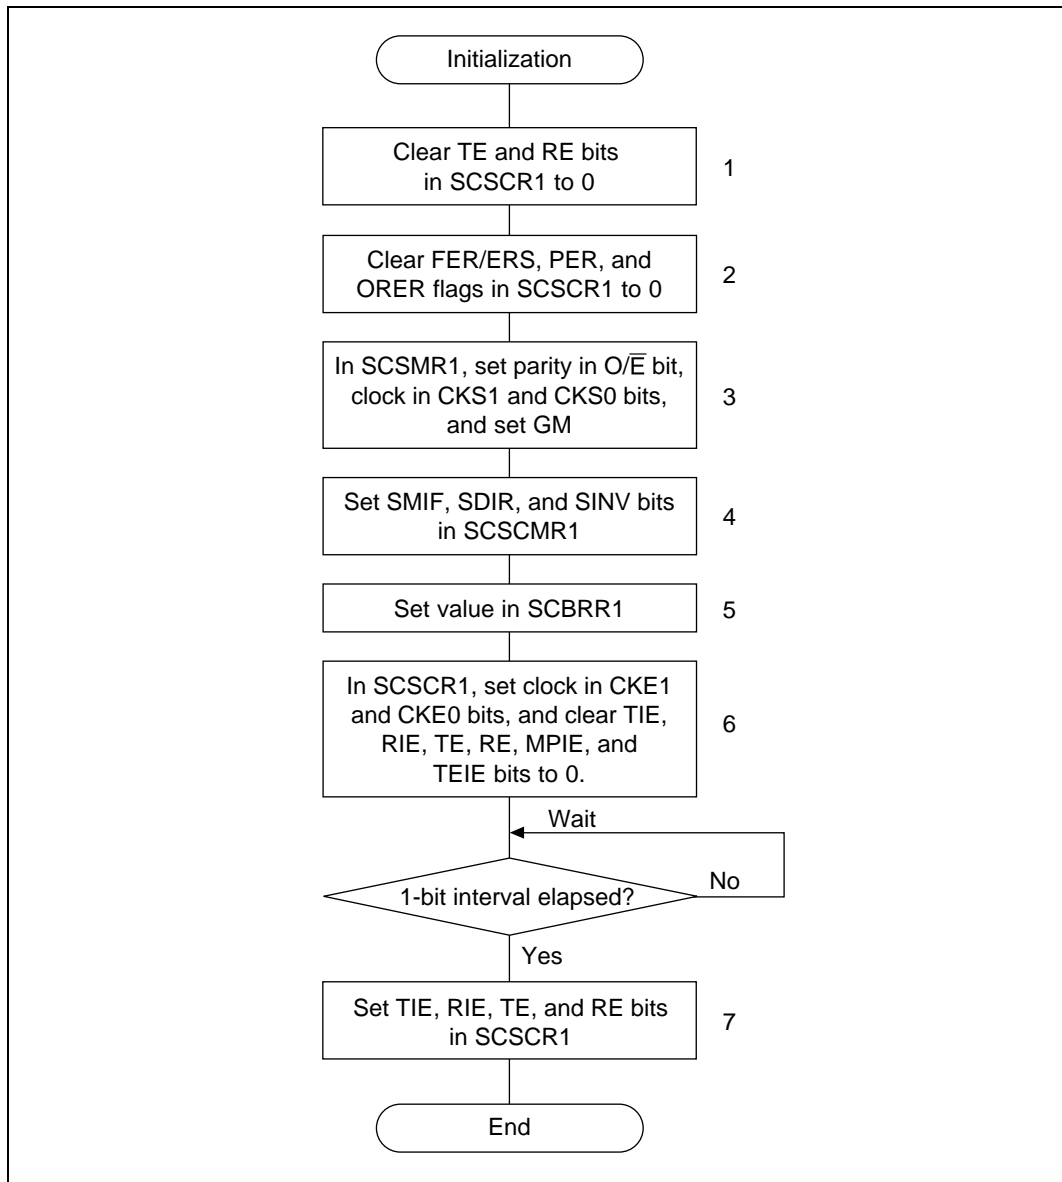 Initialization
Clear TE and RE bits
in SCSCR1 to 0
1
Clear FER/ERS, PER, and
ORER flags in SCSCR1 to 0
2
In SCSMR1, set parity in O/E̅ bit,
clock in CKS1 and CKS0 bits,
and set GM
3
Set SMIF, SDIR, and SINV bits
in SCSCMR1
4
Set value in SCBRR1
5
In SCSCR1, set clock in CKE1
and CKE0 bits, and clear TIE,
RIE, TE, RE, MPIE, and
TEIE bits to 0.
6
Wait
1-bit interval elapsed?
No
Yes
Set TIE, RIE, TE, and RE bits
in SCSCR1
7
End